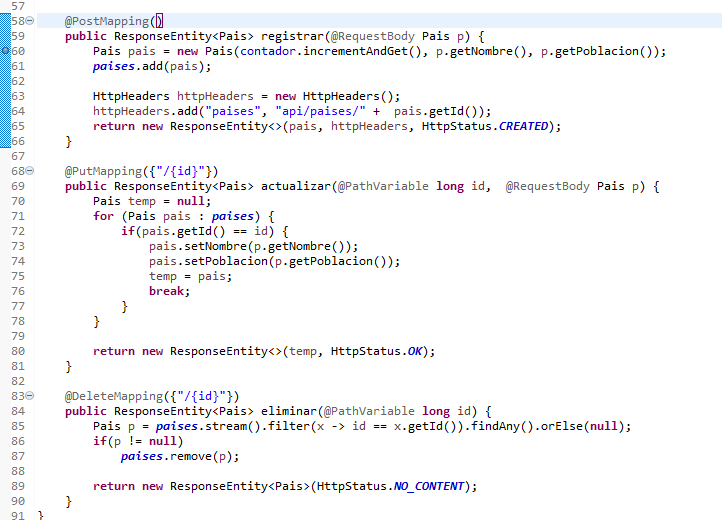 57
58 @PostMapping()
59 public ResponseEntity<Pais> registrar(@RequestBody Pais p) {
60 Pais pais = new Pais(contador.incrementAndGet(), p.getNombre(), p.getPoblacion());
61 paises.add(pais);
62
63 HttpHeaders httpHeaders = new HttpHeaders();
64 httpHeaders.add("paises", "api/paises/" +  pais.getId());
65 return new ResponseEntity<>(pais, httpHeaders, HttpStatus.CREATED);
66 }
67
68 @PutMapping({"/{id}"})
69 public ResponseEntity<Pais> actualizar(@PathVariable long id,  @RequestBody Pais p) {
70 Pais temp = null;
71 for (Pais pais : paises) {
72 if(pais.getId() == id) {
73 pais.setNombre(p.getNombre());
74 pais.setPoblacion(p.getPoblacion());
75 temp = pais;
76 break;
77 }
78 }
79
80 return new ResponseEntity<>(temp, HttpStatus.OK);
81 }
82
83 @DeleteMapping({"/{id}"})
84 public ResponseEntity<Pais> eliminar(@PathVariable long id) {
85 Pais p = paises.stream().filter(x -> id == x.getId()).findAny().orElse(null);
86 if(p != null)
87 paises.remove(p);
88
89 return new ResponseEntity<Pais>(HttpStatus.NO_CONTENT);
90 }
91 }